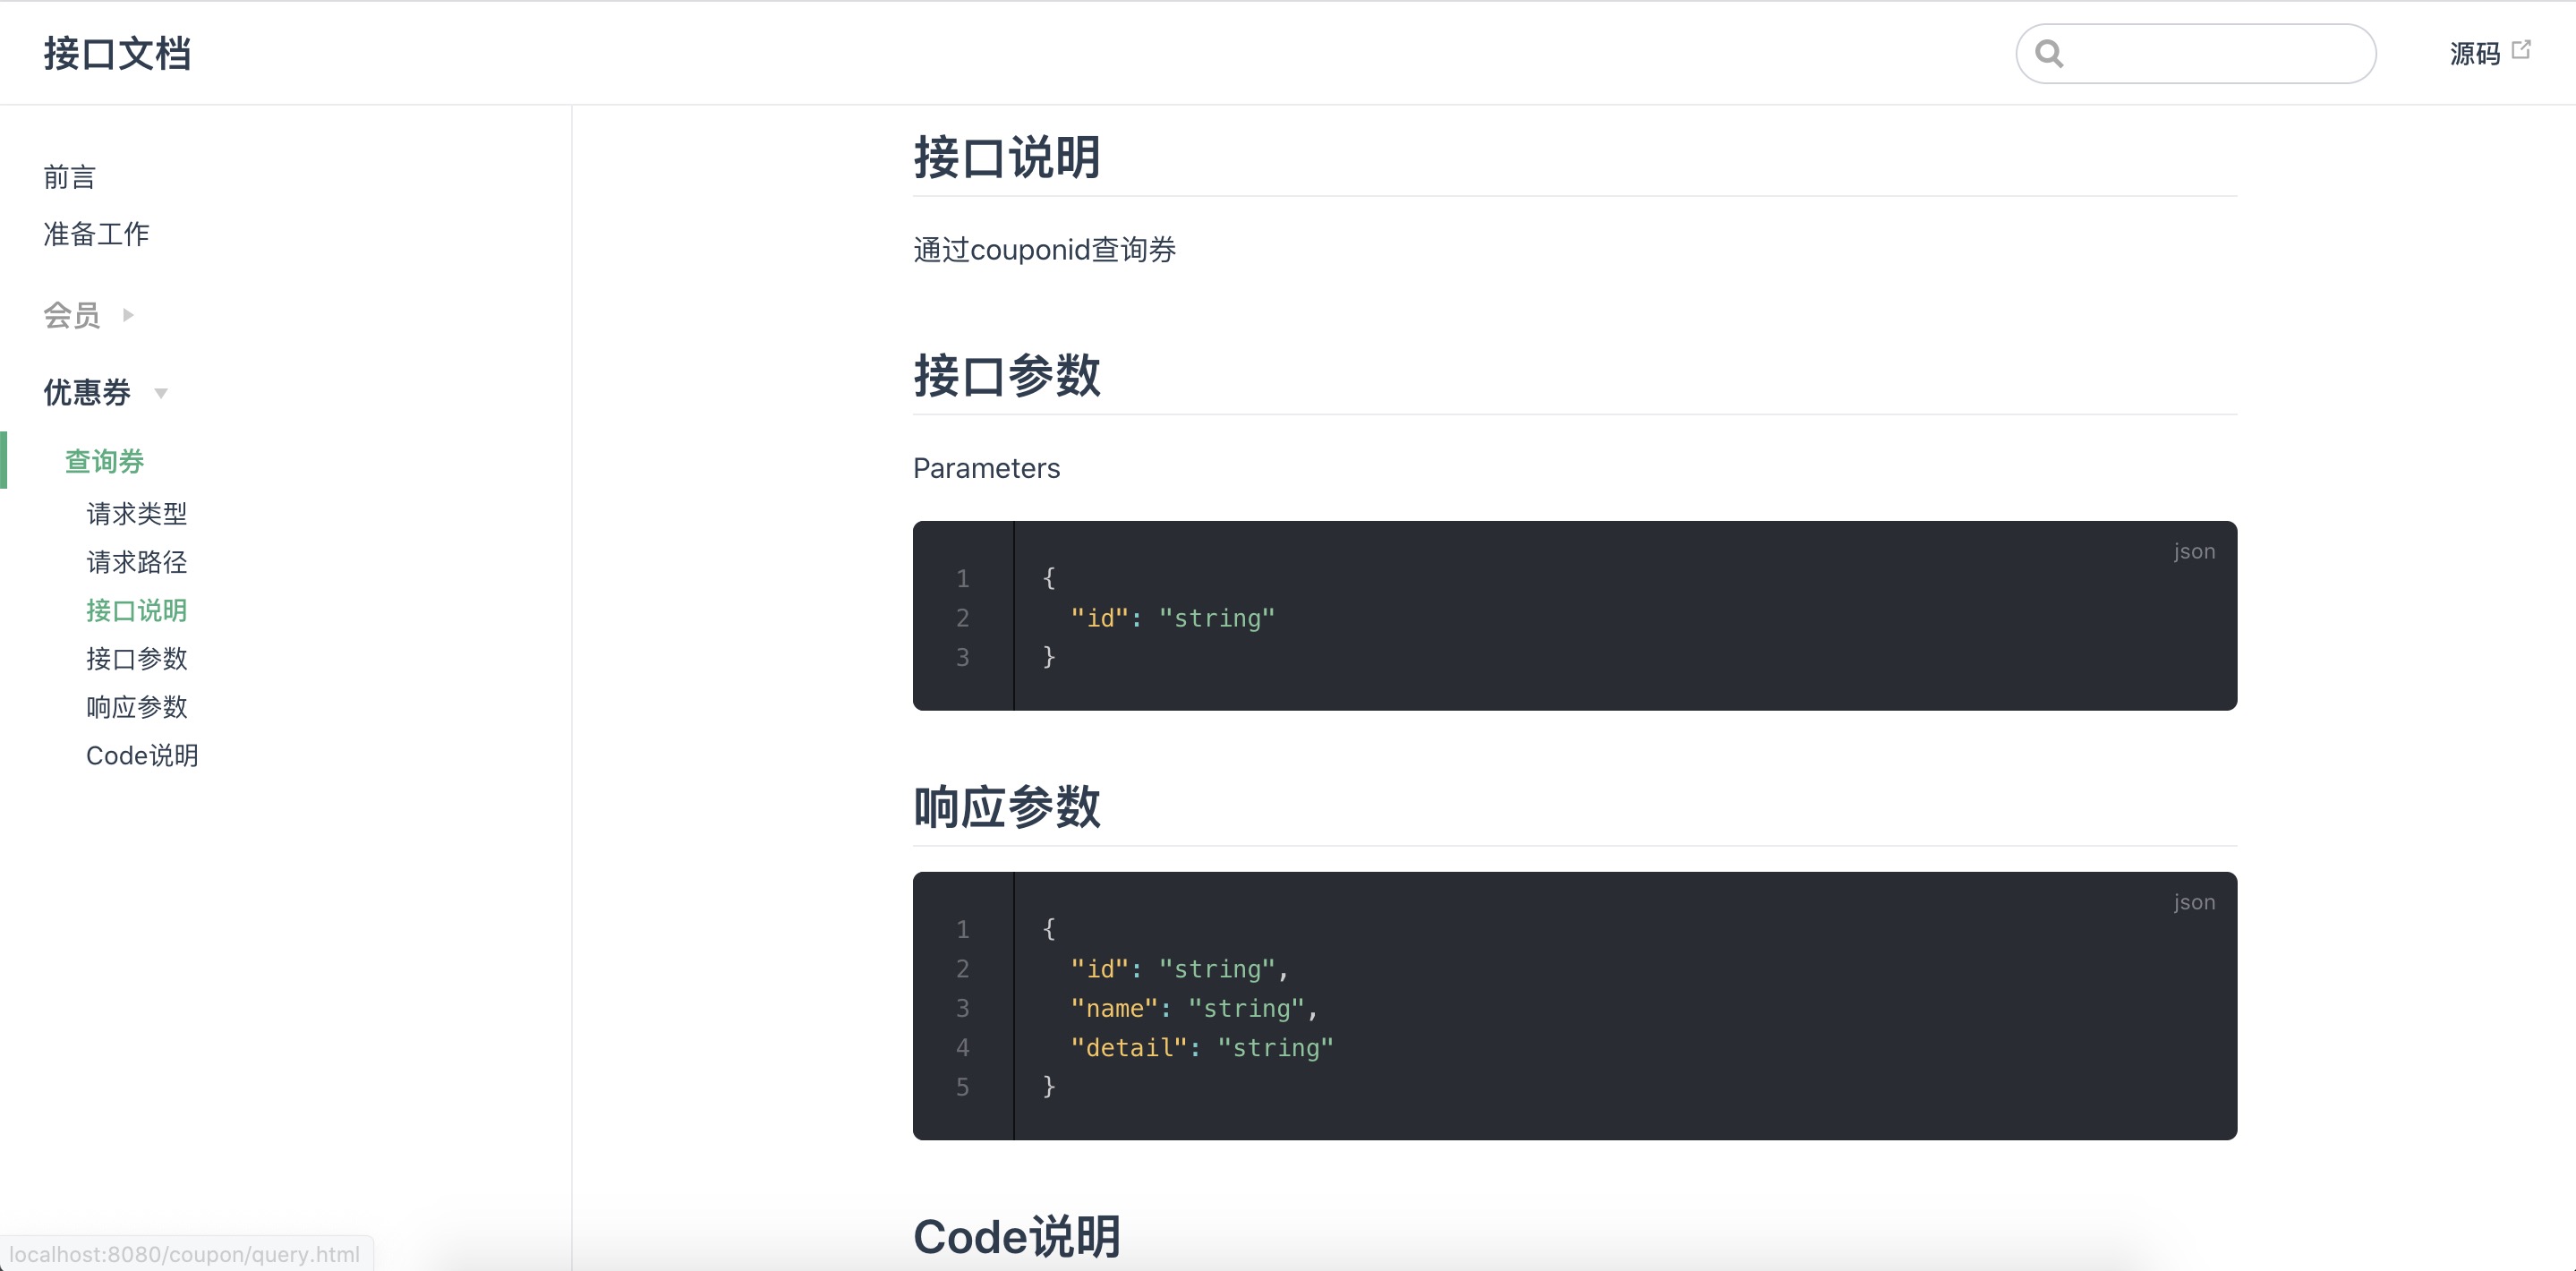 接口文档
源码
前言
准备工作
会员
优惠券
查询券
请求类型
请求路径
接口说明
接口参数
响应参数
Code说明
接口说明
通过couponid查询券
接口参数
Parameters
json
1 {
2 "id": "string"
3 }
响应参数
json
1 {
2 "id": "string",
3 "name": "string",
4 "detail": "string"
5 }
Code说明
localhost:8080/coupon/query.html